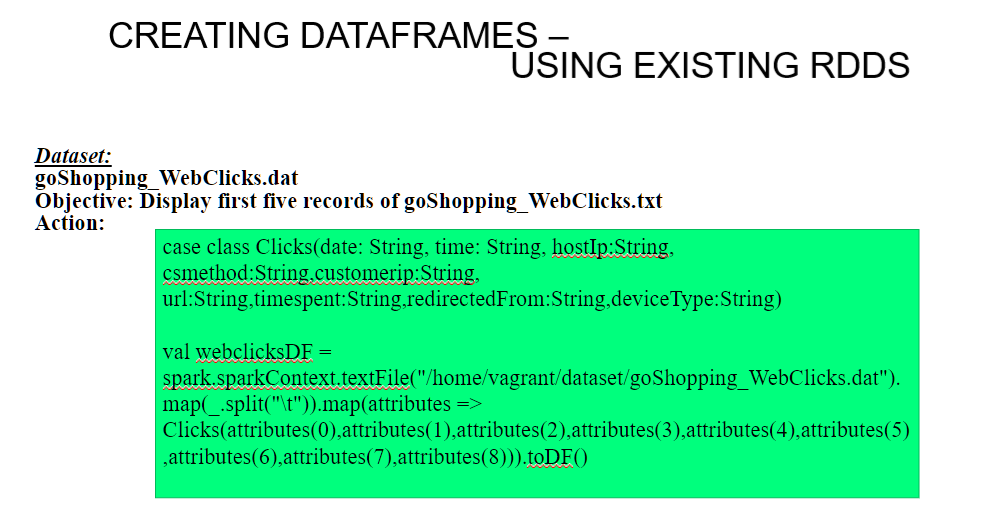 CREATING DATAFRAMES –
USING EXISTING RDDS
Dataset:
goShopping_WebClicks.dat
Objective: Display first five records of goShopping_WebClicks.txt
Action:
case class Clicks(date: String, time: String, hostIp:String,
csmethod:String,customerip:String,
url:String,timespent:String,redirectedFrom:String,deviceType:String)
val webclicksDF =
spark.sparkContext.textFile("/home/vagrant/dataset/goShopping_WebClicks.dat").
map(_.split("\t")).map(attributes =>
Clicks(attributes(0),attributes(1),attributes(2),attributes(3),attributes(4),attributes(5)
,attributes(6),attributes(7),attributes(8))).toDF()